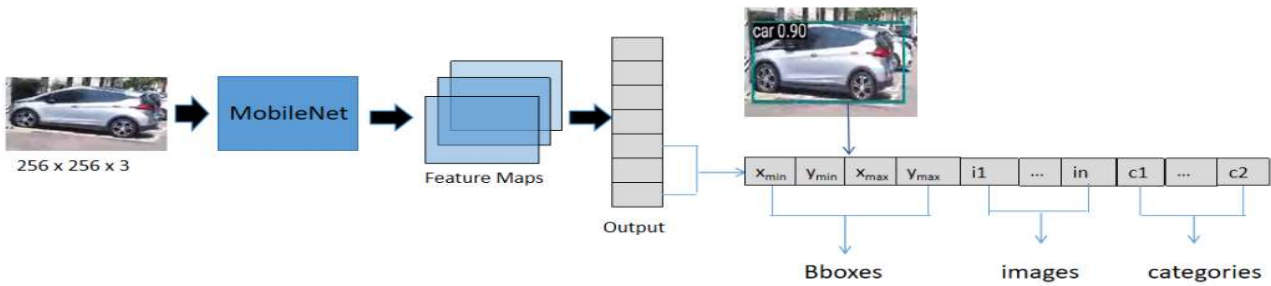 car 0.90
MobileNet
256 x 256 x 3
Feature Maps
Output
xmin ymin xmax ymax i1 ... in c1 ... c2
Bboxes images categories